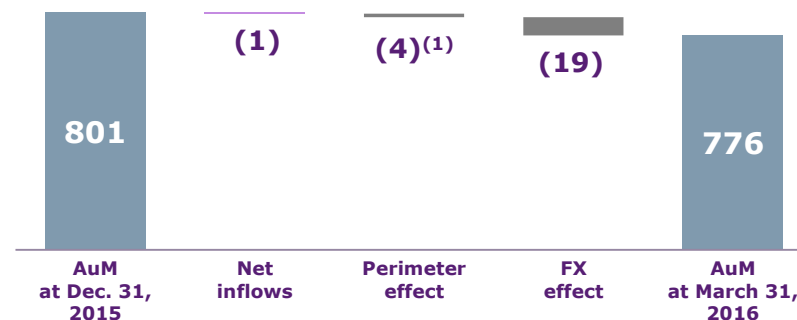 801
(1)
(4)(1)
(19)
776
AuM
at Dec. 31,
2015
Net
inflows
Perimeter
effect
FX
effect
AuM
at March 31,
2016